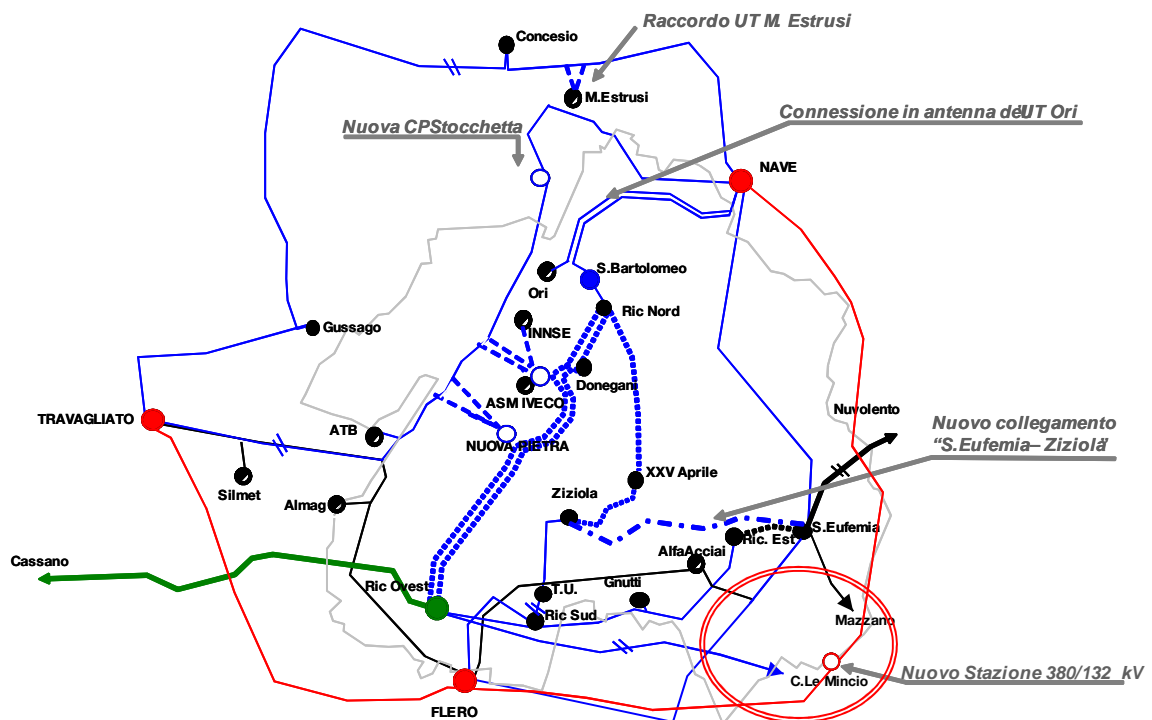 Raccordo UT M. Estrusi
Concesio
M.Estrusi
Connessione in antenna dell'UT Ori
Nuova CPStocchetta
NAVE
S.Bartolomeo
Ori
Ric Nord
INNSE
Gussago
Donegani
ASM IVECO
Nuvolento
TRAVAGLIATO
ATB
NUOVA PIETRA
Nuovo collegamento
“S.Eufemia– Ziziola”
XXV Aprile
Silmet
Ziziola
Almag
S.Eufemia
Ric. Est
AlfaAcciai
Cassano
Ric Ovest
T.U.
Gnutti
Ric Sud
Mazzano
Nuovo Stazione 380/132 kV
C.Le Mincio
FLERO